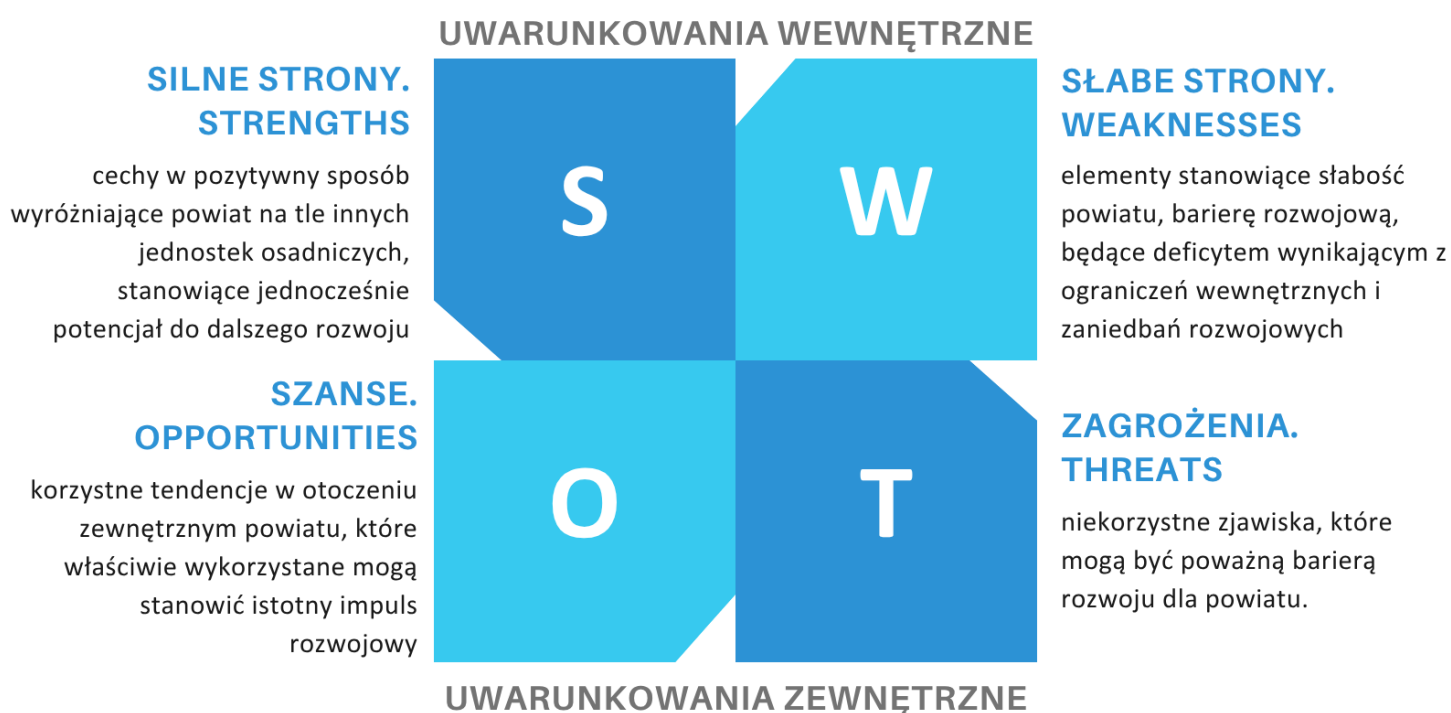 UWARUNKOWANIA WEWNĘTRZNE
SILNE STRONY.
STRENGTHS
cechy w pozytywny sposób
wyróżniające powiat na tle innych
jednostek osadniczych,
stanowiące jednocześnie
potencjał do dalszego rozwoju
S
W
SŁABE STRONY.
WEAKNESSES
elementy stanowiące słabość
powiatu, barierę rozwojową,
będące deficytem wynikającym z
ograniczeń wewnętrznych i
zaniedbań rozwojowych
SZANSE.
OPPORTUNITIES
korzystne tendencje w otoczeniu
zewnętrznym powiatu, które
właściwie wykorzystane mogą
stanowić istotny impuls
rozwojowy
O
T
ZAGROŻENIA.
THREATS
niekorzystne zjawiska, które
mogą być poważną barierą
rozwoju dla powiatu.
UWARUNKOWANIA ZEWNĘTRZNE